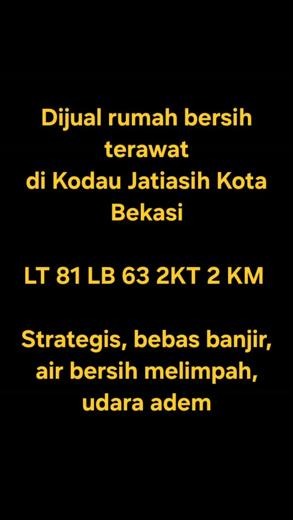 Dijual rumah bersih
terawat
di Kodau Jatiasih Kota
Bekasi
LT 81 LB 63 2KT 2 KM
Strategis, bebas banjir,
air bersih melimpah,
udara adem